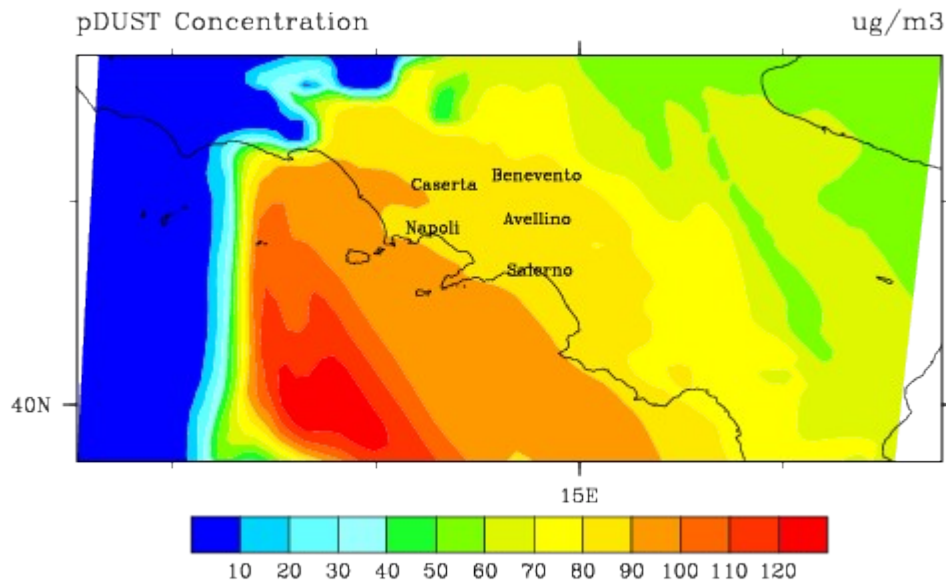 pDUST Concentration ug/m3
Benevento
Caserta
Avellino
Napoli
Salerno
40N
15E
10 20 30 40 50 60 70 80 90 100 110 120